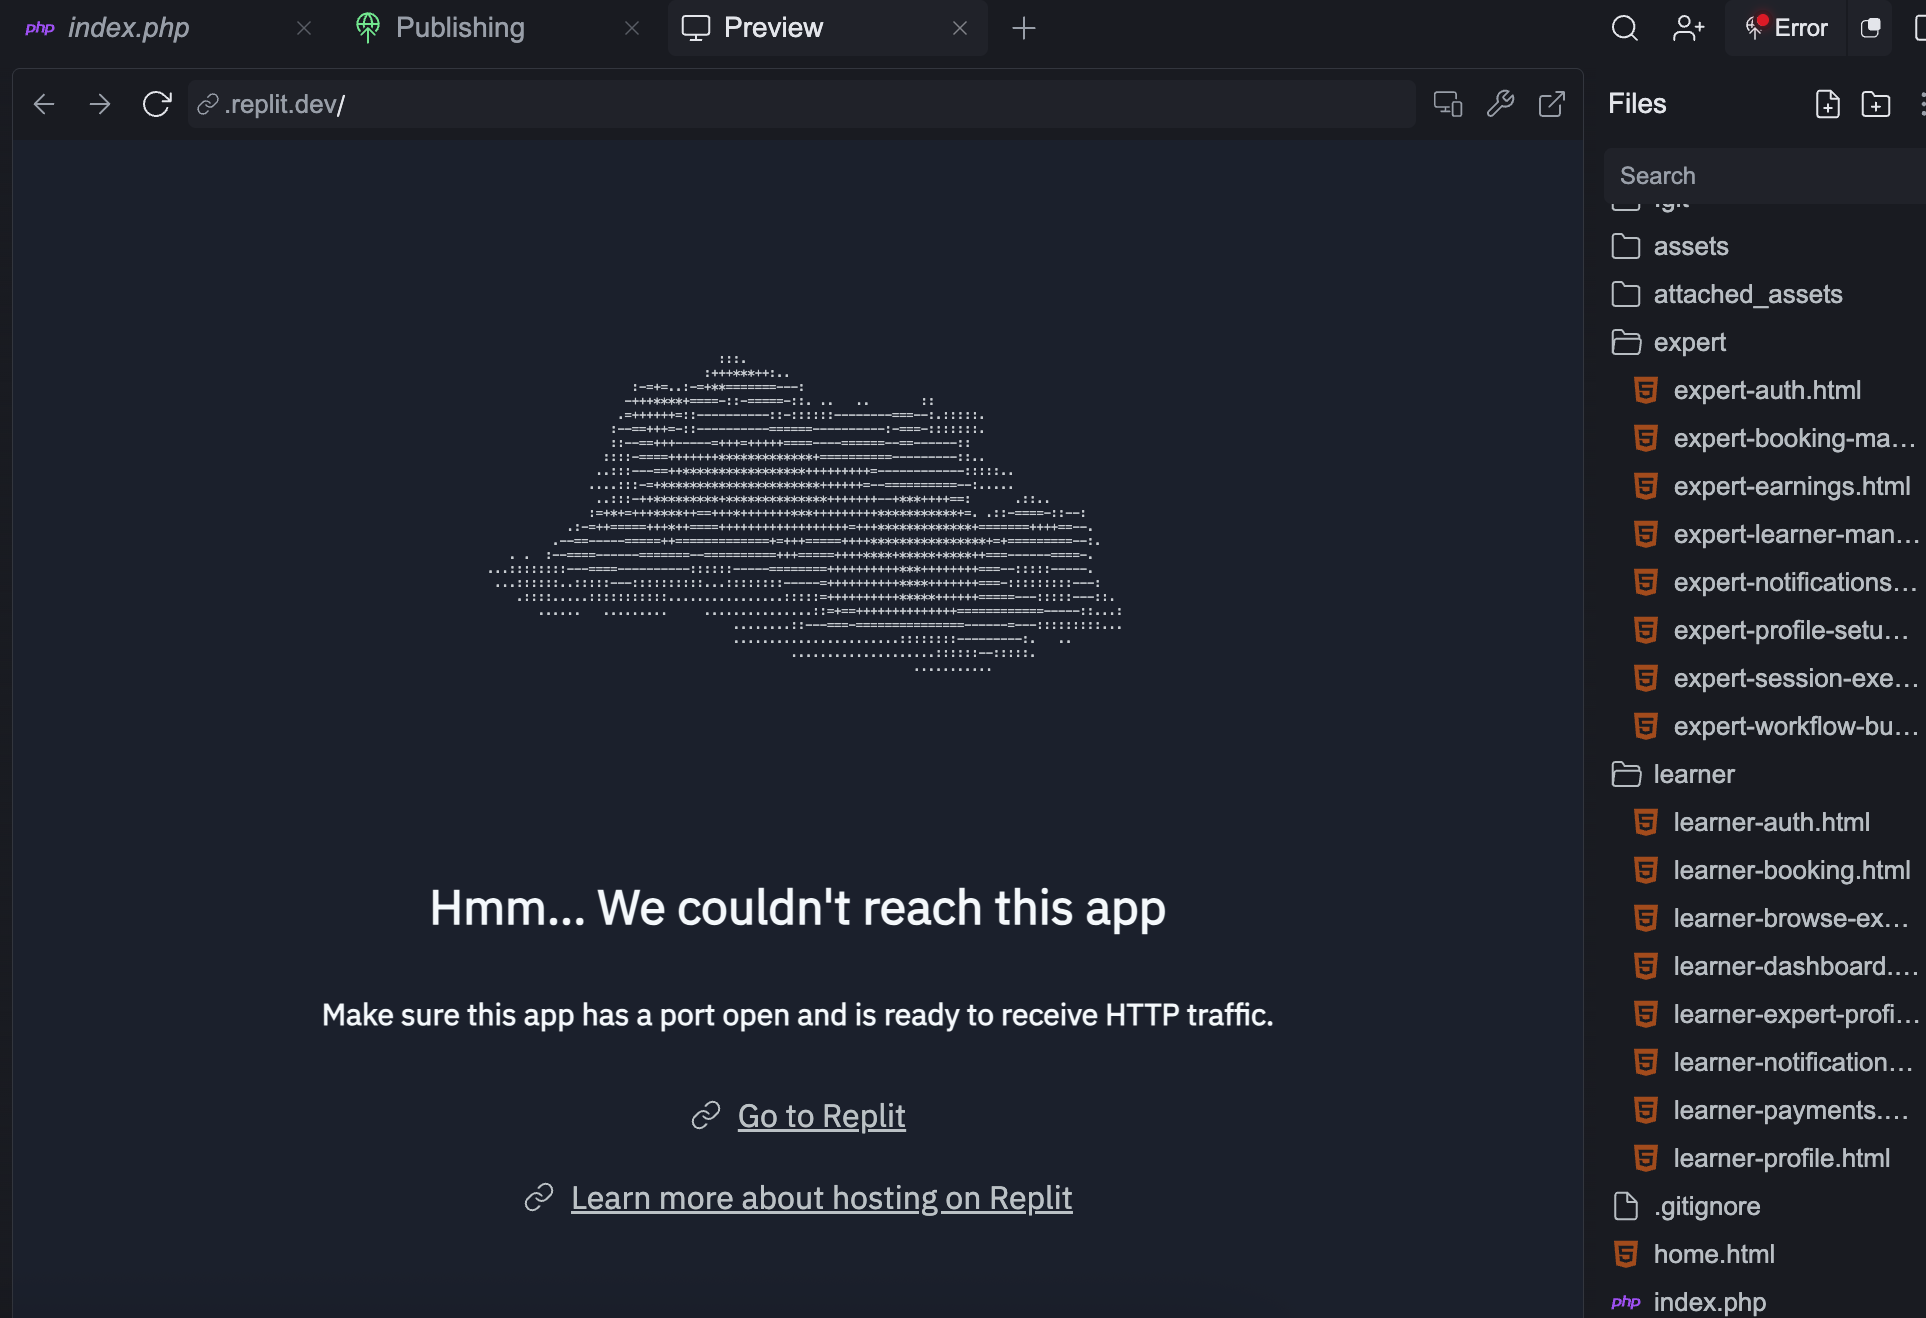 php index.php
Publishing
Preview
Error
.replit.dev/
Hmm... We couldn't reach this app
Make sure this app has a port open and is ready to receive HTTP traffic.
Go to Replit
Learn more about hosting on Replit
Files
Search
.git
assets
attached_assets
expert
expert-auth.html
expert-booking-ma...
expert-earnings.html
expert-learner-man...
expert-notifications...
expert-profile-setu...
expert-session-exe...
expert-workflow-bu...
learner
learner-auth.html
learner-booking.html
learner-browse-ex...
learner-dashboard....
learner-expert-profi...
learner-notification...
learner-payments....
learner-profile.html
.gitignore
home.html
php index.php